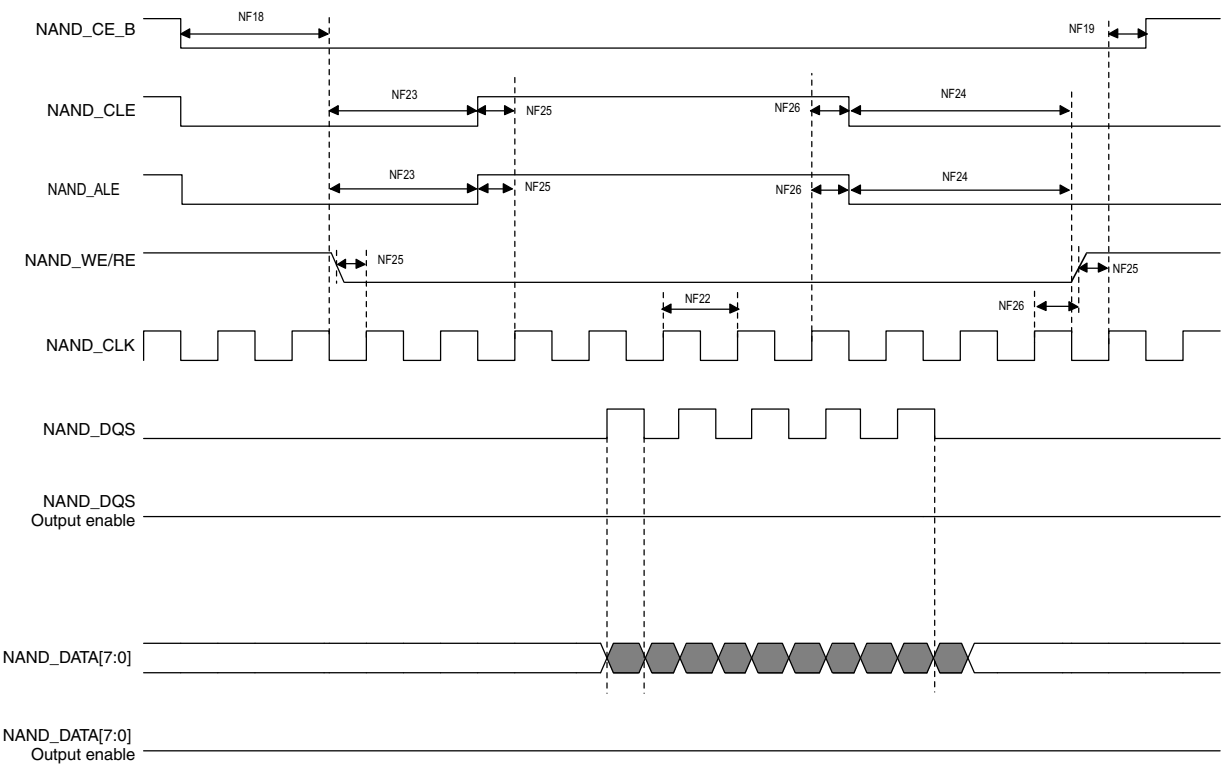 NAND_CE_B
NF18
NF19
NAND_CLE
NF23
NF25
NF26
NF24
NAND_ALE
NF23
NF25
NF26
NF24
NAND_WE/RE
NF25
NF22
NF26
NF25
NAND_CLK
NAND_DQS
NAND_DQS
Output enable
NAND_DATA[7:0]
NAND_DATA[7:0]
Output enable